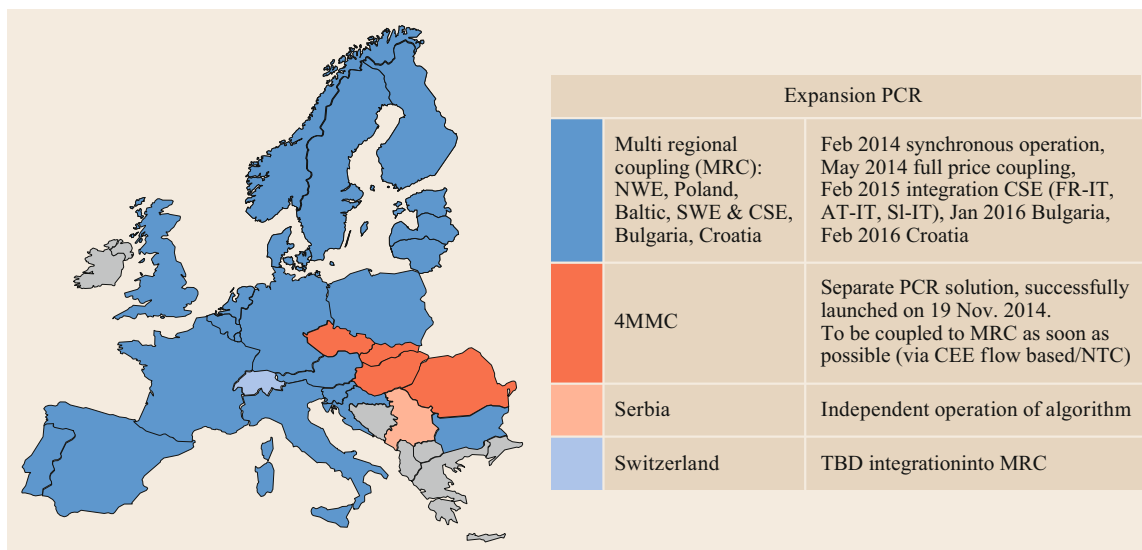 Expansion PCR
Multi regional
coupling (MRC):
NWE, Poland,
Baltic, SWE & CSE,
Bulgaria, Croatia
Feb 2014 synchronous operation,
May 2014 full price coupling,
Feb 2015 integration CSE (FR-IT,
AT-IT, Sl-IT), Jan 2016 Bulgaria,
Feb 2016 Croatia
4MMC
Separate PCR solution, successfully
launched on 19 Nov. 2014.
To be coupled to MRC as soon as
possible (via CEE flow based/NTC)
Serbia
Independent operation of algorithm
Switzerland
TBD integrationinto MRC